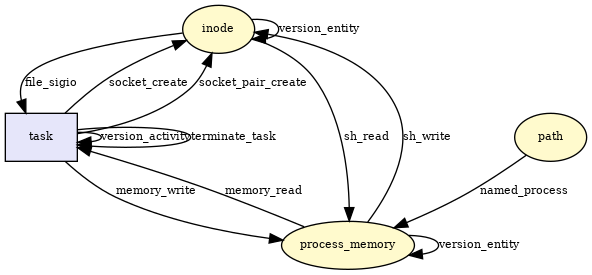 inode
version_entity
file_sigio
socket_create
socket_pair_create
task
version_activity
terminate_task
sh_read
sh_write
path
memory_write
memory_read
named_process
process_memory
version_entity